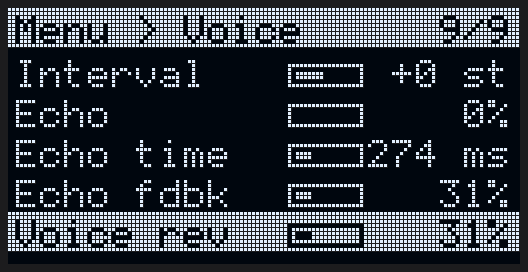 Menu > Voice 9/9
Interval +0 st
Echo 0%
Echo time 274 ms
Echo fdbk 31%
Voice rev 31%